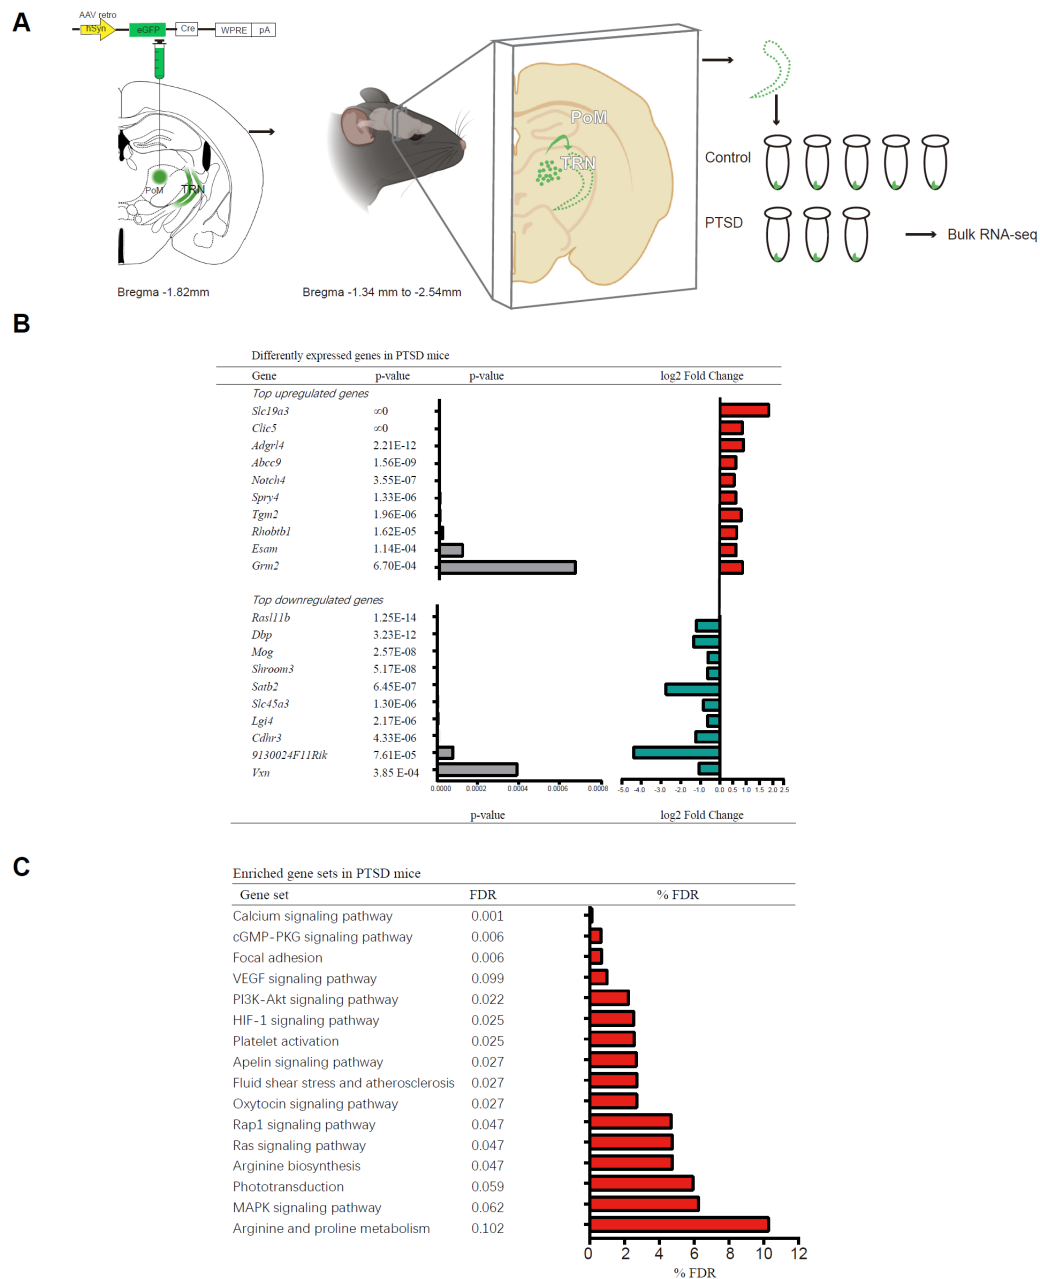 A
AAV retro
hSyn eGFP Cre WPRE pA
PoM TRN
Bregma -1.82mm
Bregma -1.34 mm to -2.54mm
PoM
TRN
Control
PTSD
Bulk RNA-seq
B
Differently expressed genes in PTSD mice
Gene p-value p-value log2 Fold Change
Top upregulated genes
Slc19a3 ∞0
Clic5 ∞0
Adgrl4 2.21E-12
Abcc9 1.56E-09
Notch4 3.55E-07
Spry4 1.33E-06
Tgm2 1.96E-06
Rhobtb1 1.62E-05
Esam 1.14E-04
Grm2 6.70E-04
Top downregulated genes
Rasl11b 1.25E-14
Dbp 3.23E-12
Mog 2.57E-08
Shroom3 5.17E-08
Satb2 6.45E-07
Slc45a3 1.30E-06
Lgi4 2.17E-06
Cdhr3 4.33E-06
9130024F11Rik 7.61E-05
Vxn 3.85 E-04
0.0000 0.0002 0.0004 0.0006 0.0008 -5.0 -4.0 -3.0 -2.0 -1.0 0.0 0.5 1.0 1.5 2.0 2.5
p-value log2 Fold Change
C
Enriched gene sets in PTSD mice
Gene set FDR % FDR
Calcium signaling pathway 0.001
cGMP-PKG signaling pathway 0.006
Focal adhesion 0.006
VEGF signaling pathway 0.099
PI3K-Akt signaling pathway 0.022
HIF-1 signaling pathway 0.025
Platelet activation 0.025
Apelin signaling pathway 0.027
Fluid shear stress and atherosclerosis 0.027
Oxytocin signaling pathway 0.027
Rap1 signaling pathway 0.047
Ras signaling pathway 0.047
Arginine biosynthesis 0.047
Phototransduction 0.059
MAPK signaling pathway 0.062
Arginine and proline metabolism 0.102
0 2 4 6 8 10 12
% FDR